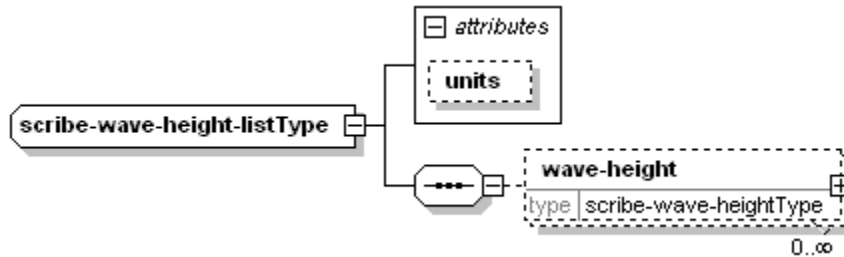 attributes
units
scribe-wave-height-listType
wave-height
type scribe-wave-heightType
0..∞